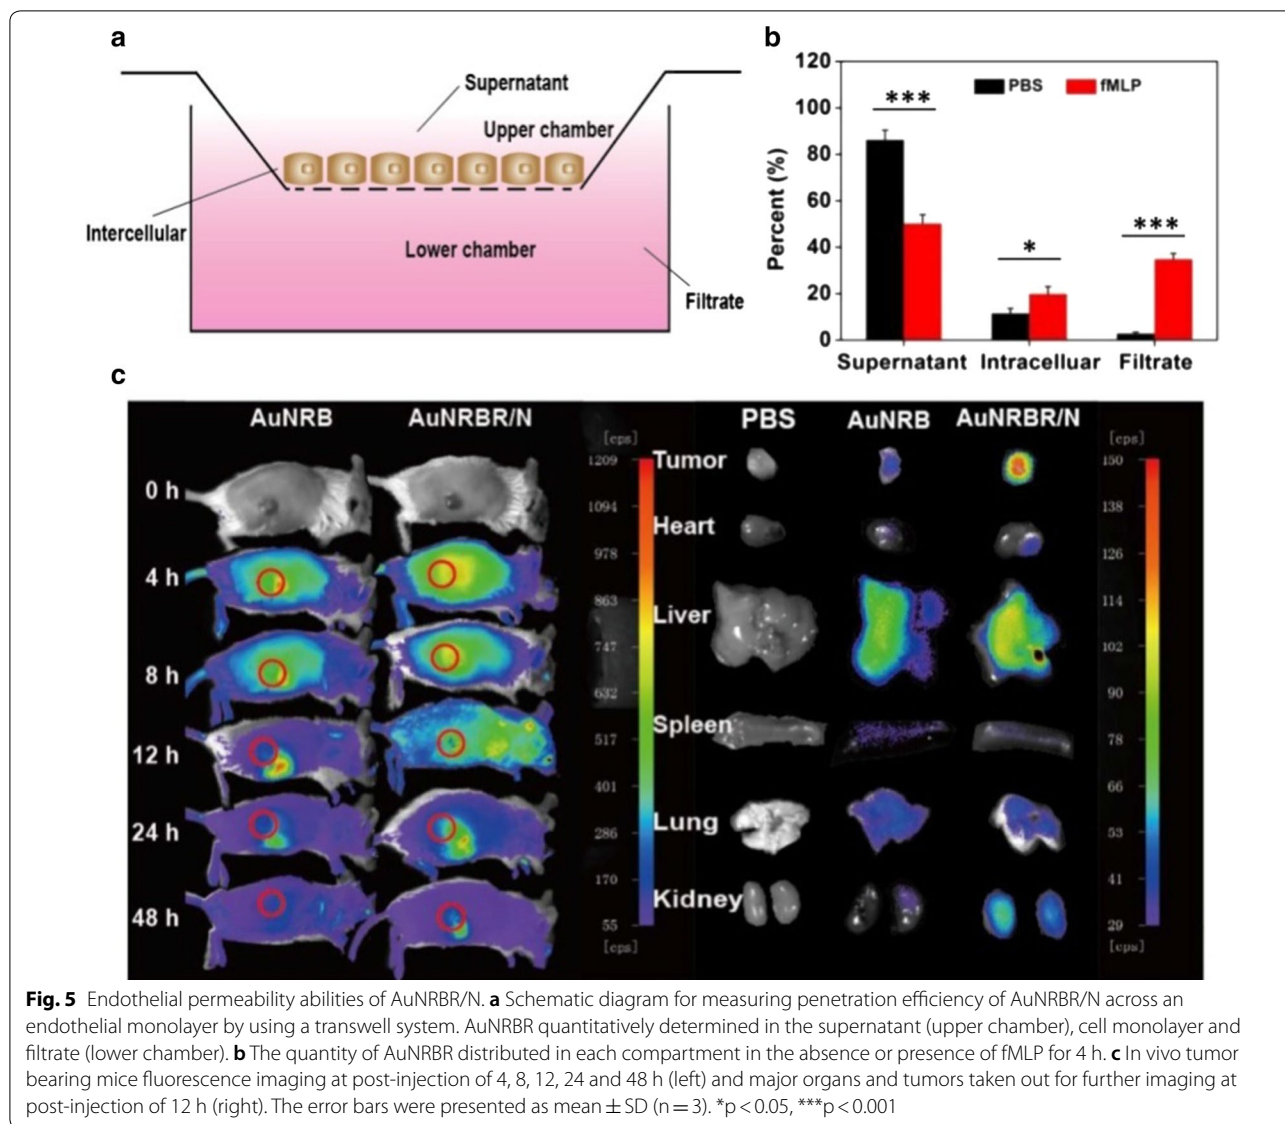 a
Supernatant
Upper chamber
Intercellular
Lower chamber
Filtrate
b
120
100
80
60
40
20
0
Percent (%)
PBS
fMLP
***
*
***
Supernatant Intracelluar Filtrate
c
AuNRB AuNRBR/N
0 h
4 h
8 h
12 h
24 h
48 h
[cps]
1209
1094
978
863
747
632
517
401
286
170
55
[cps]
PBS AuNRB AuNRBR/N
Tumor
Heart
Liver
Spleen
Lung
Kidney
[cps]
150
138
126
114
102
90
78
66
53
41
29
[cps]
Fig. 5 Endothelial permeability abilities of AuNRBR/N. a Schematic diagram for measuring penetration efficiency of AuNRBR/N across an
endothelial monolayer by using a transwell system. AuNRBR quantitatively determined in the supernatant (upper chamber), cell monolayer and
filtrate (lower chamber). b The quantity of AuNRBR distributed in each compartment in the absence or presence of fMLP for 4 h. c In vivo tumor
bearing mice fluorescence imaging at post-injection of 4, 8, 12, 24 and 48 h (left) and major organs and tumors taken out for further imaging at
post-injection of 12 h (right). The error bars were presented as mean ± SD (n = 3). *p < 0.05, ***p < 0.001